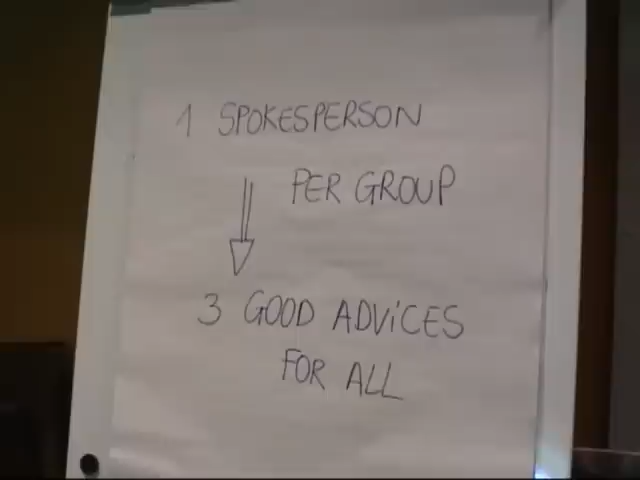 1 SPOKESPERSON
PER GROUP
3 GOOD ADViCES
FOR ALL